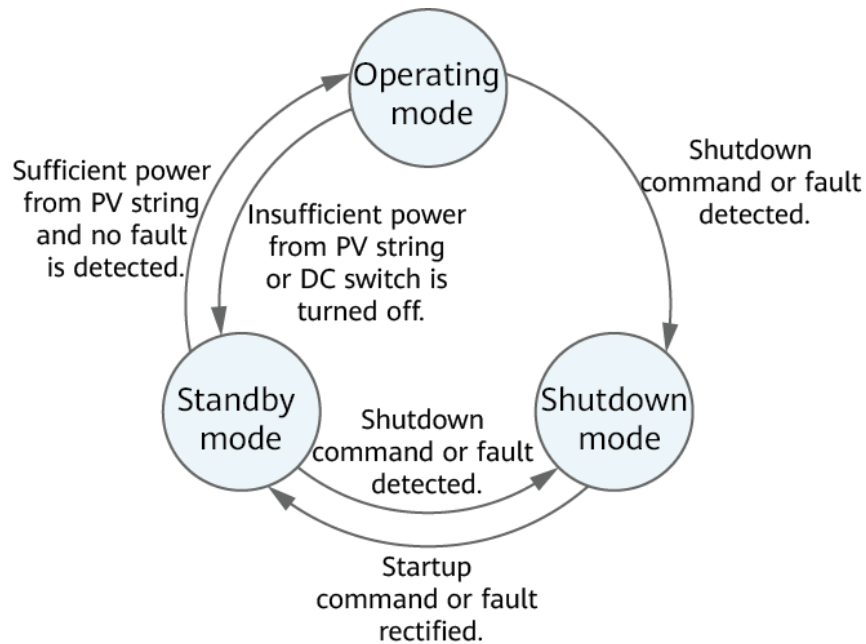 Operating
mode
Shutdown
command or fault
detected.
Sufficient power
from PV string
and no fault
is detected.
Insufficient power
from PV string
or DC switch is
turned off.
Standby
mode
Shutdown
command or fault
detected.
Shutdown
mode
Startup
command or fault
rectified.